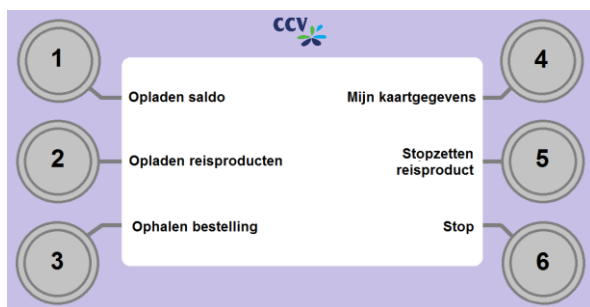 CCV
1
Opladen saldo
2
Opladen reisproducten
3
Ophalen bestelling
4
Mijn kaartgegevens
5
Stopzetten
reisproduct
6
Stop